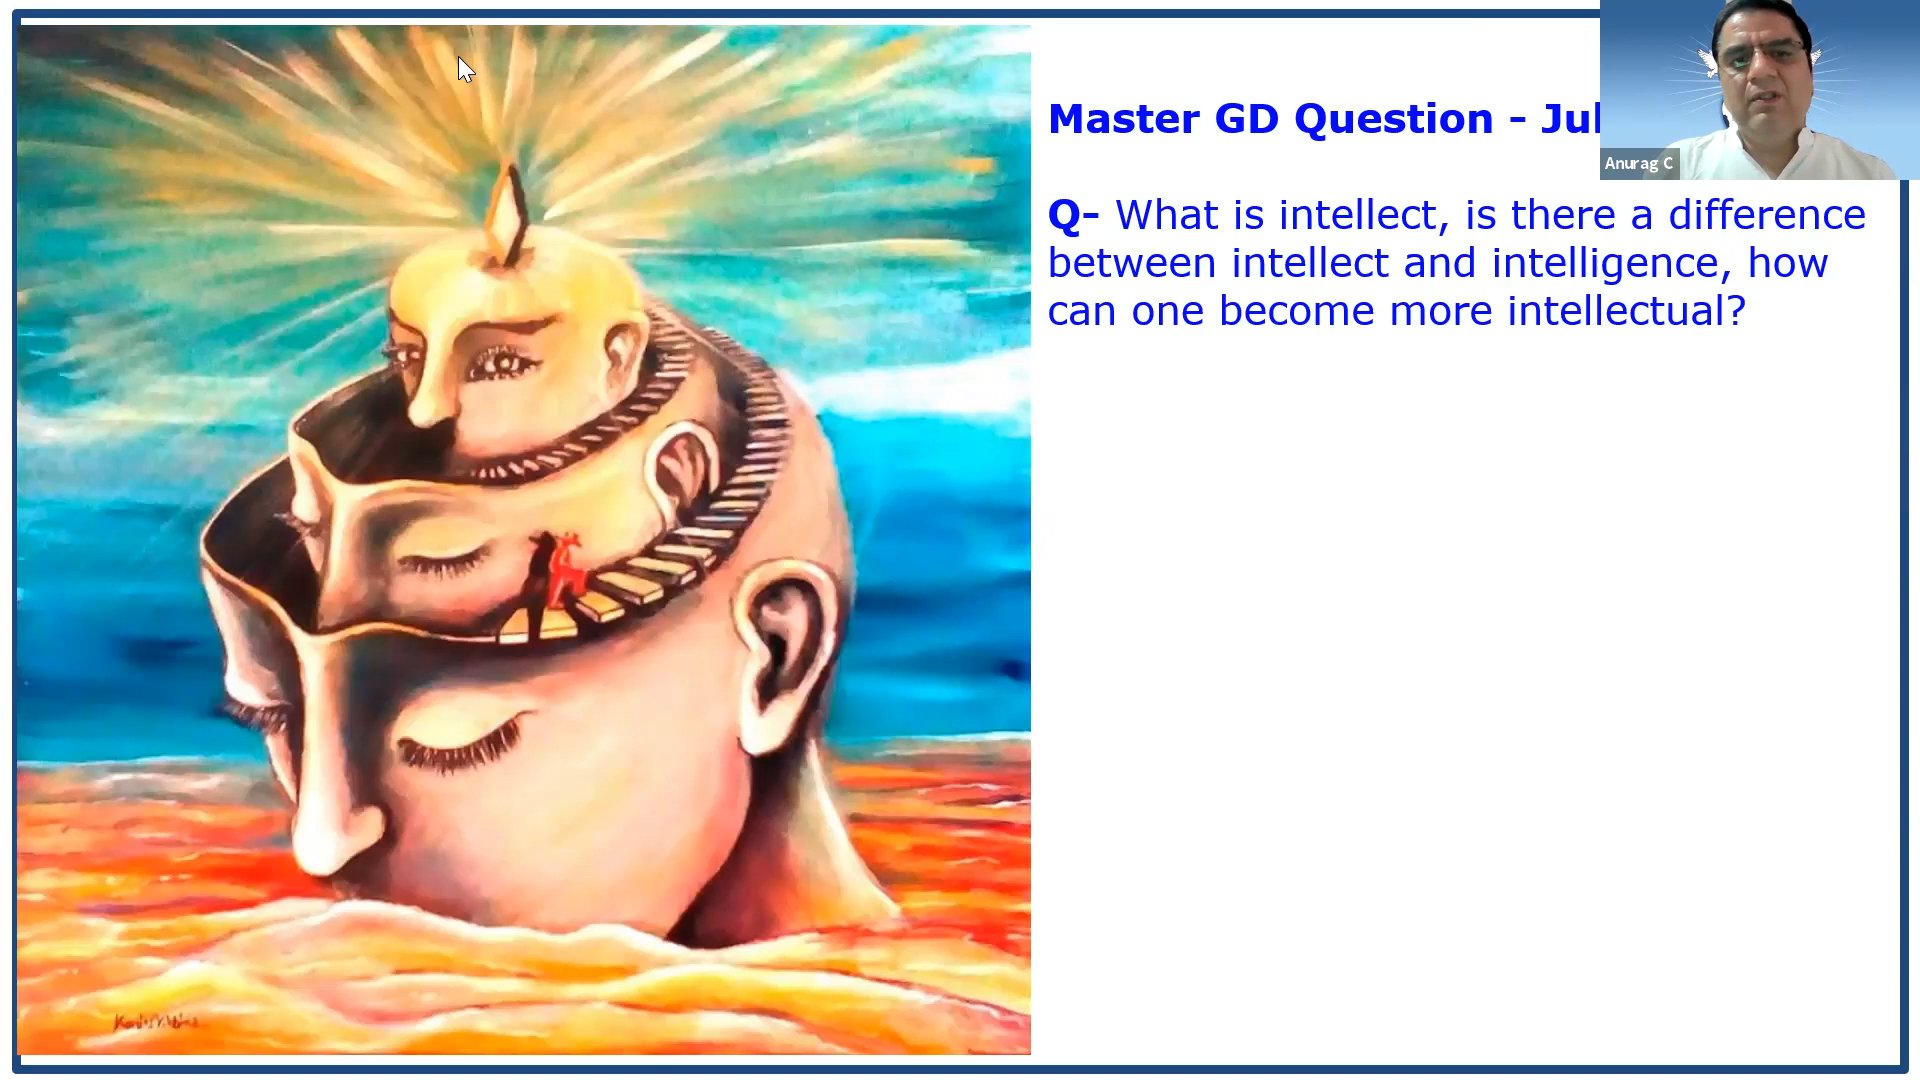 Master GD Question - Jul
Anurag C
Q- What is intellect, is there a difference
between intellect and intelligence, how
can one become more intellectual?